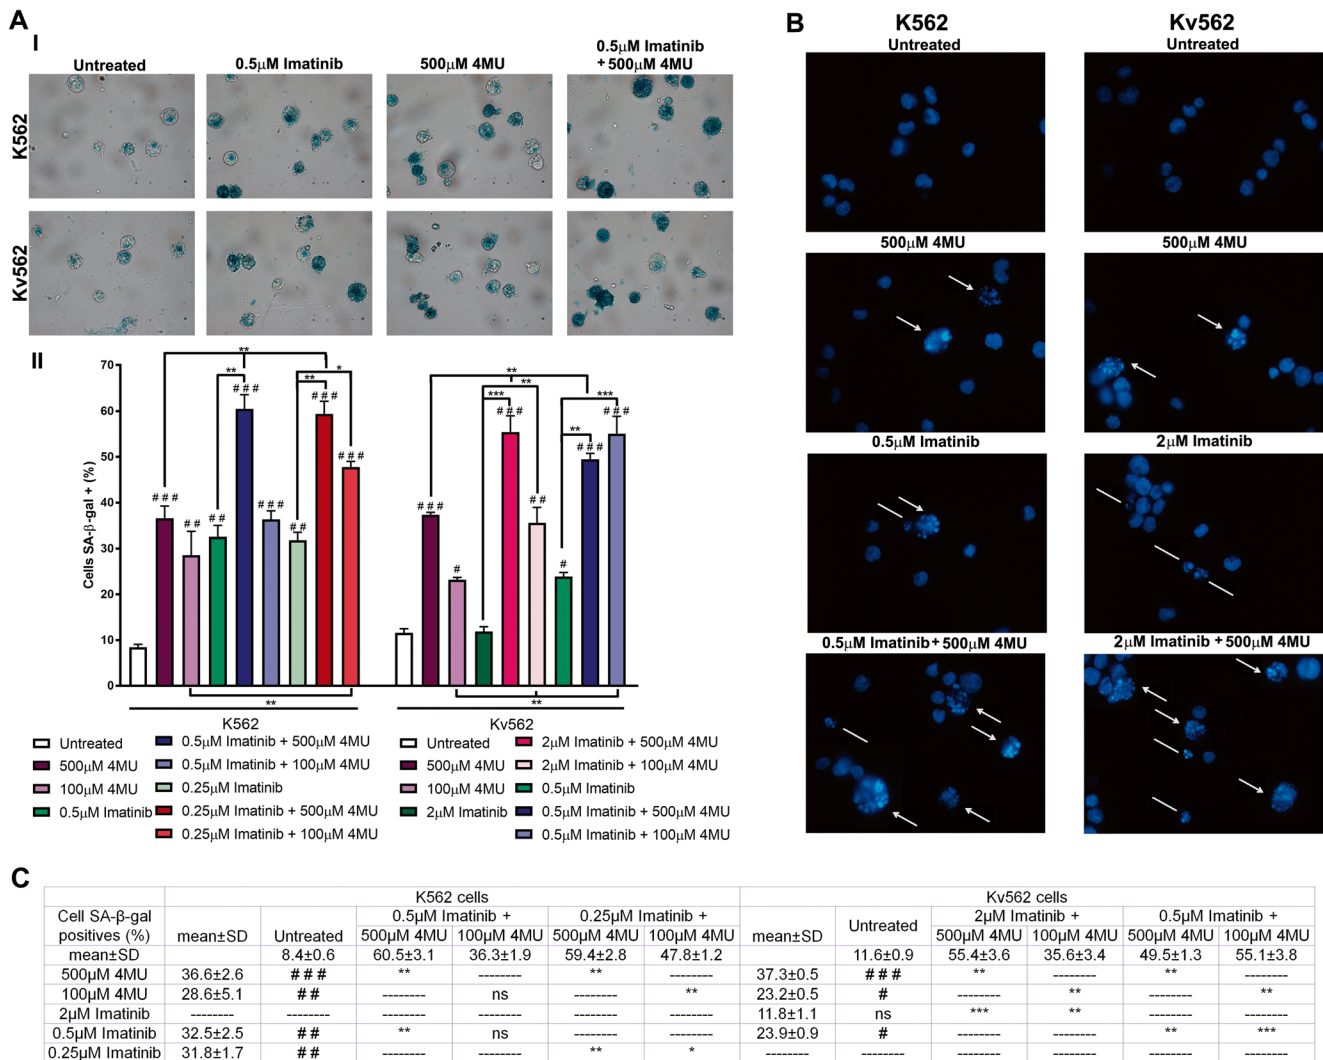 A
I
Untreated
0.5µM Imatinib
500µM 4MU
0.5µM Imatinib
+ 500µM 4MU
K562
Kv562
II
Cells SA-β-gal + (%)
70
60
50
40
30
20
10
0
** ** ** ** * ** ** *** ** ***
### ## ## ### ### ## ### ###
### # ### ## # ### ###
** **
K562 Kv562
Untreated
500µM 4MU
100µM 4MU
0.5µM Imatinib
0.5µM Imatinib + 500µM 4MU
0.5µM Imatinib + 100µM 4MU
0.25µM Imatinib
0.25µM Imatinib + 500µM 4MU
0.25µM Imatinib + 100µM 4MU
Untreated
500µM 4MU
100µM 4MU
2µM Imatinib
2µM Imatinib + 500µM 4MU
2µM Imatinib + 100µM 4MU
0.5µM Imatinib
0.5µM Imatinib + 500µM 4MU
0.5µM Imatinib + 100µM 4MU
B
K562 Kv562
Untreated Untreated
500µM 4MU 500µM 4MU
0.5µM Imatinib 2µM Imatinib
0.5µM Imatinib + 500µM 4MU 2µM Imatinib + 500µM 4MU
C
K562 cells Kv562 cells
Cell SA-β-gal positives (%) mean±SD Untreated 0.5µM Imatinib + 0.25µM Imatinib + mean±SD Untreated 2µM Imatinib + 0.5µM Imatinib +
500µM 4MU 100µM 4MU 500µM 4MU 100µM 4MU 500µM 4MU 100µM 4MU 500µM 4MU 100µM 4MU
mean±SD 8.4±0.6 60.5±3.1 36.3±1.9 59.4±2.8 47.8±1.2 11.6±0.9 55.4±3.6 35.6±3.4 49.5±1.3 55.1±3.8
500µM 4MU 36.6±2.6 ### ** -------- ** -------- 37.3±0.5 ### ** -------- ** --------
100µM 4MU 28.6±5.1 ## -------- ns -------- ** 23.2±0.5 # -------- ** -------- **
2µM Imatinib -------- -------- -------- -------- -------- -------- 11.8±1.1 ns *** ** -------- --------
0.5µM Imatinib 32.5±2.5 ## ** ns -------- -------- 23.9±0.9 # -------- -------- ** ***
0.25µM Imatinib 31.8±1.7 ## -------- -------- ** * -------- -------- -------- -------- -------- --------